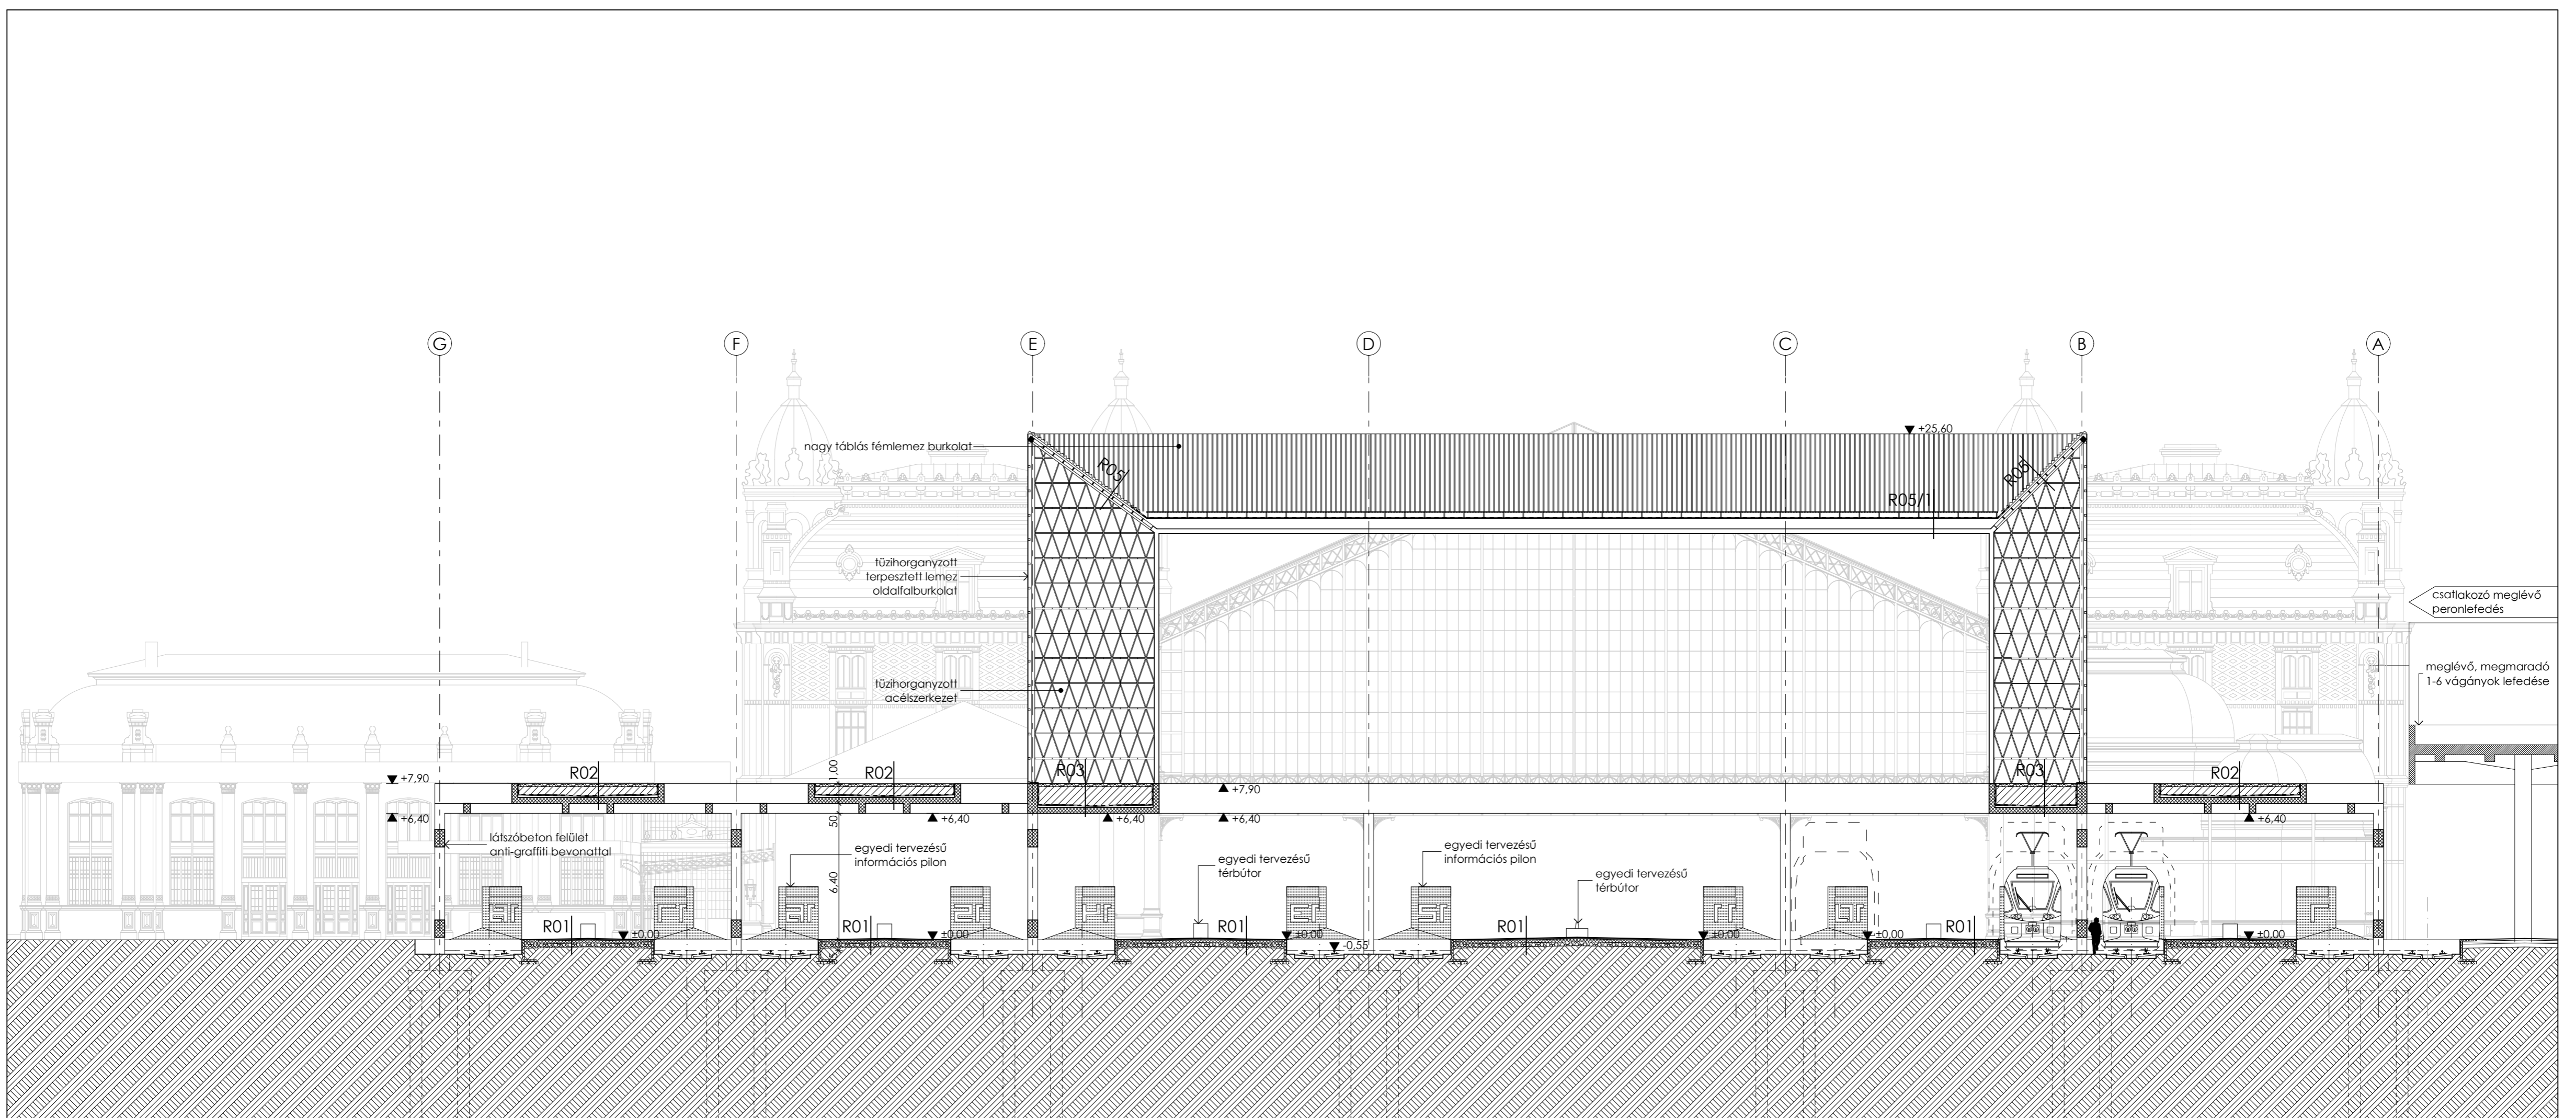 G
F
E
D
C
B
A
nagy táblás fémlemez burkolat
+25,60
R05
R05
R05/1
tűzihorganyzott
terpesztett lemez
oldalfalburkolat
csatlakozó meglévő
peronlefedés
meglévő, megmaradó
1-6 vágányok lefedése
tűzihorganyzott
acélszerkezet
R02
R02
1,00
R03
R03
R02
+7,90
+7,90
+6,40
50
+6,40
+6,40
+6,40
+6,40
látszóbeton felület
anti-graffiti bevonattal
egyedi tervezésű
információs pilon
egyedi tervezésű
térbútor
egyedi tervezésű
információs pilon
egyedi tervezésű
térbútor
6,40
R01
R01
R01
R01
R01
±0,00
±0,00
±0,00
±0,00
±0,00
±0,00
-0,55